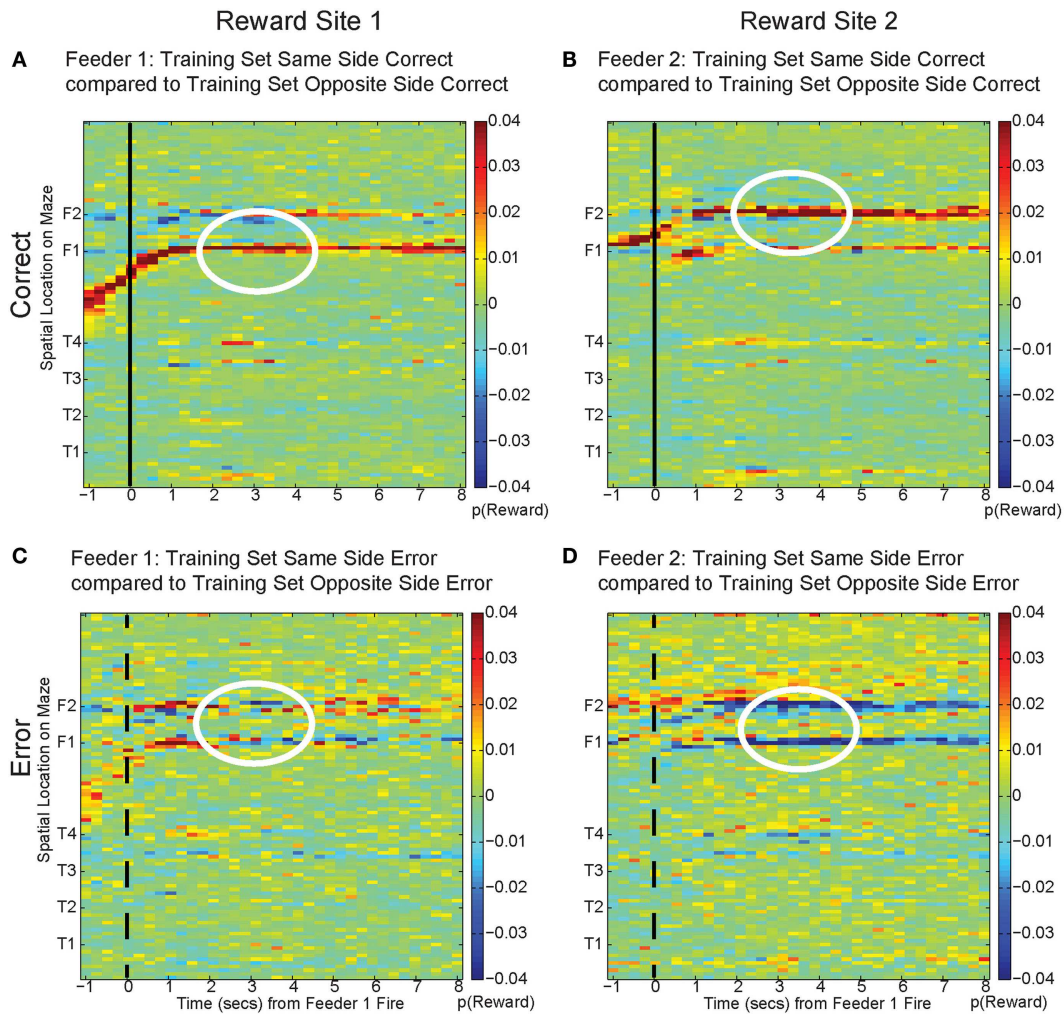 Reward Site 1
Reward Site 2
A Feeder 1: Training Set Same Side Correct
compared to Training Set Opposite Side Correct
B Feeder 2: Training Set Same Side Correct
compared to Training Set Opposite Side Correct
Correct
Spatial Location on Maze
F2
F1
T4
T3
T2
T1
−1 0 1 2 3 4 5 6 7 8
p(Reward)
0.04
0.03
0.02
0.01
0
−0.01
−0.02
−0.03
−0.04
F2
F1
T4
T3
T2
T1
−1 0 1 2 3 4 5 6 7 8
p(Reward)
0.04
0.03
0.02
0.01
0
−0.01
−0.02
−0.03
−0.04
C Feeder 1: Training Set Same Side Error
compared to Training Set Opposite Side Error
D Feeder 2: Training Set Same Side Error
compared to Training Set Opposite Side Error
Error
Spatial Location on Maze
F2
F1
T4
T3
T2
T1
−1 0 1 2 3 4 5 6 7 8
Time (secs) from Feeder 1 Fire
p(Reward)
0.04
0.03
0.02
0.01
0
−0.01
−0.02
−0.03
−0.04
F2
F1
T4
T3
T2
T1
−1 0 1 2 3 4 5 6 7 8
Time (secs) from Feeder 1 Fire
p(Reward)
0.04
0.03
0.02
0.01
0
−0.01
−0.02
−0.03
−0.04